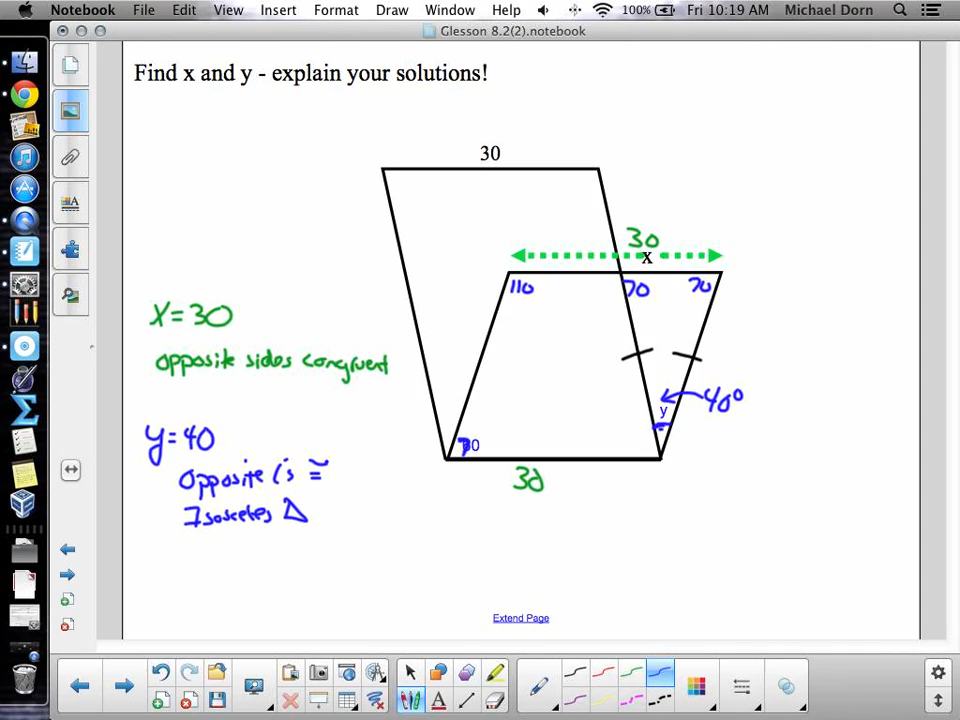 Notebook File Edit View Insert Format Draw Window Help 100% Fri 10:19 AM Michael Dorn
Glesson 8.2(2).notebook
Find x and y - explain your solutions!
30
30
x
110 70 70
x = 30
opposite sides congruent
40°
y
y = 40
opposite
≅
Isosceles △
30
Extend Page